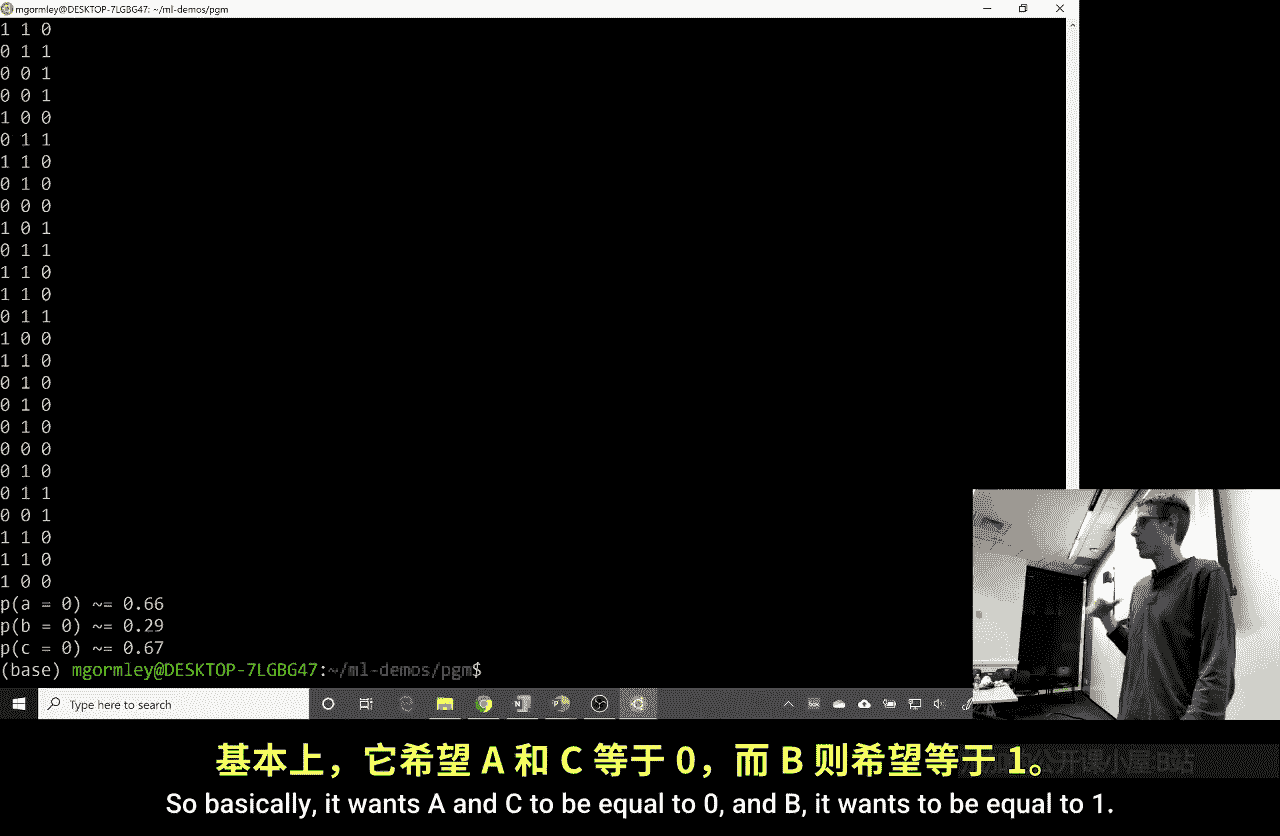 mgormley@DESKTOP-7LGBG47: ~/ml-demos/pgm
1 1 0
0 1 1
0 0 1
0 0 1
1 0 0
0 1 1
1 1 0
0 1 0
0 0 0
1 0 1
0 1 1
1 1 0
1 1 0
0 1 1
1 0 0
1 1 0
0 1 0
0 1 0
0 1 0
0 0 0
0 1 0
0 1 1
0 0 1
1 1 0
1 1 0
1 0 0
p(a = 0) ~= 0.66
p(b = 0) ~= 0.29
p(c = 0) ~= 0.67
(base) mgormley@DESKTOP-7LGBG47:~/ml-demos/pgm$
Type here to search
基本上，它希望 A 和 C 等于 0，而 B 则希望等于 1。
公开课小屋 B站
So basically, it wants A and C to be equal to 0, and B, it wants to be equal to 1.